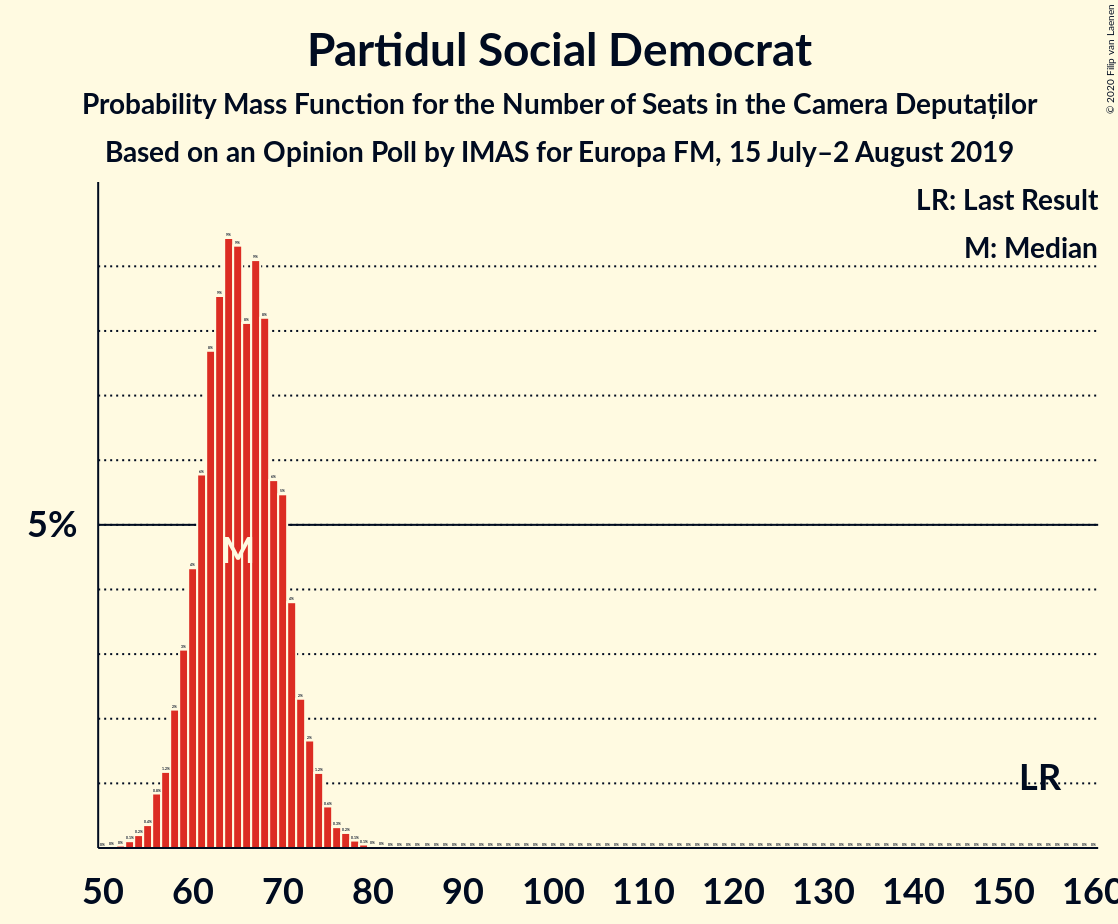 Partidul Social Democrat
Probability Mass Function for the Number of Seats in the Camera Deputaților
Based on an Opinion Poll by IMAS for Europa FM, 15 July–2 August 2019
© 2020 Filip van Laenen
LR: Last Result
M: Median
5%
M
LR
50 60 70 80 90 100 110 120 130 140 150 160